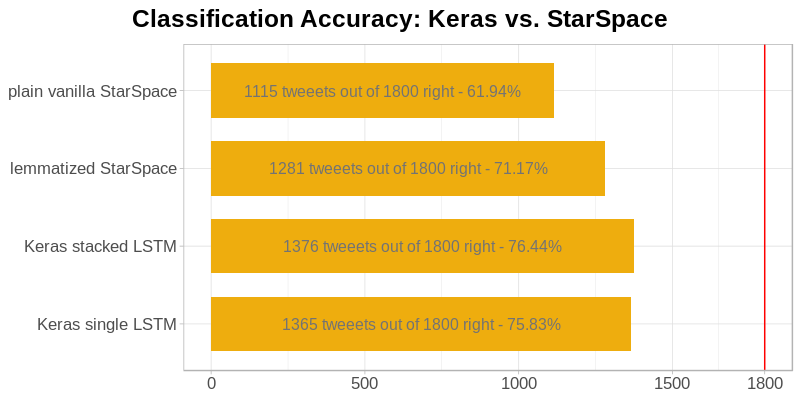 Classification Accuracy: Keras vs. StarSpace
plain vanilla StarSpace
1115 tweeets out of 1800 right - 61.94%
lemmatized StarSpace
1281 tweeets out of 1800 right - 71.17%
Keras stacked LSTM
1376 tweeets out of 1800 right - 76.44%
Keras single LSTM
1365 tweeets out of 1800 right - 75.83%
0 500 1000 1500 1800